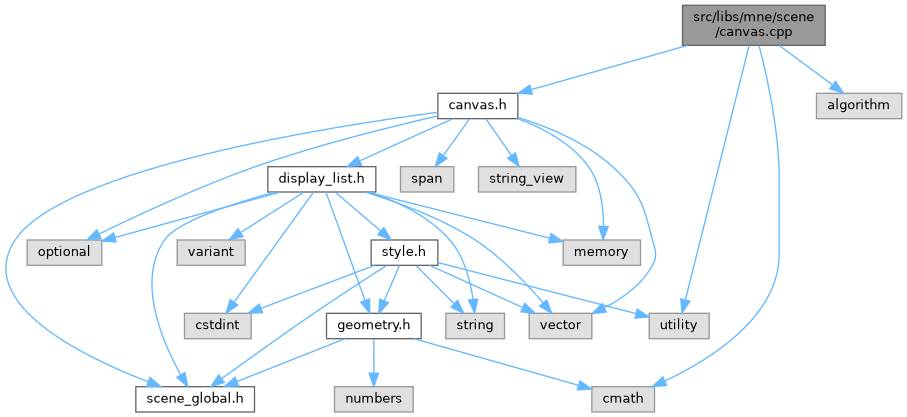 src/libs/mne/scene
/canvas.cpp
canvas.h
algorithm
display_list.h
span
string_view
optional
variant
style.h
memory
cstdint
geometry.h
string
vector
utility
scene_global.h
numbers
cmath